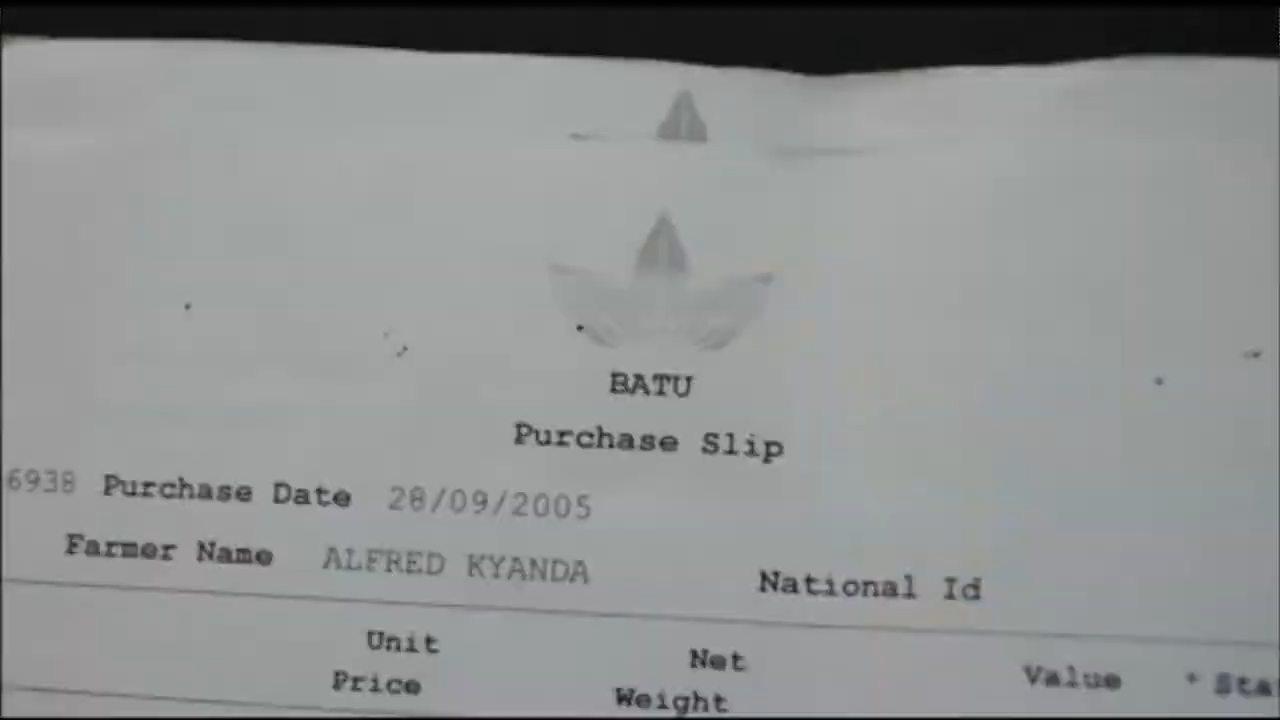 BATU
Purchase Slip
6938 Purchase Date 28/09/2005
Farmer Name ALFRED KYANDA National Id
Unit Price Net Weight Value * Sta